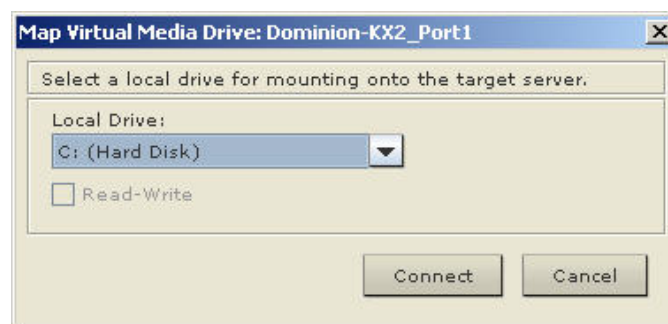 Map Virtual Media Drive: Dominion-KX2_Port1
Select a local drive for mounting onto the target server.
Local Drive:
C: (Hard Disk)
Read-Write
Connect Cancel